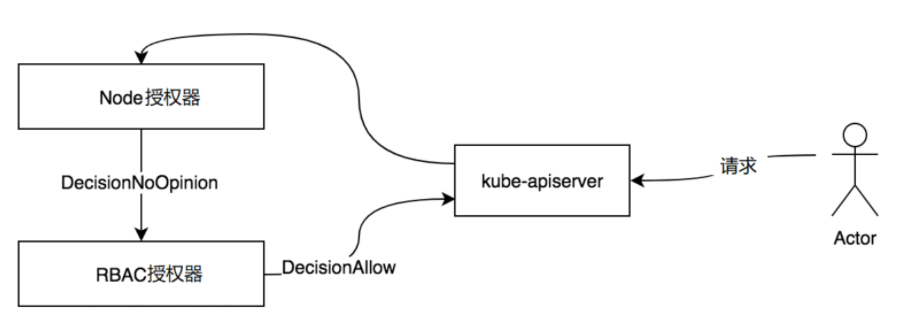 Node授权器
DecisionNoOpinion
RBAC授权器
DecisionAllow
kube-apiserver
请求
Actor